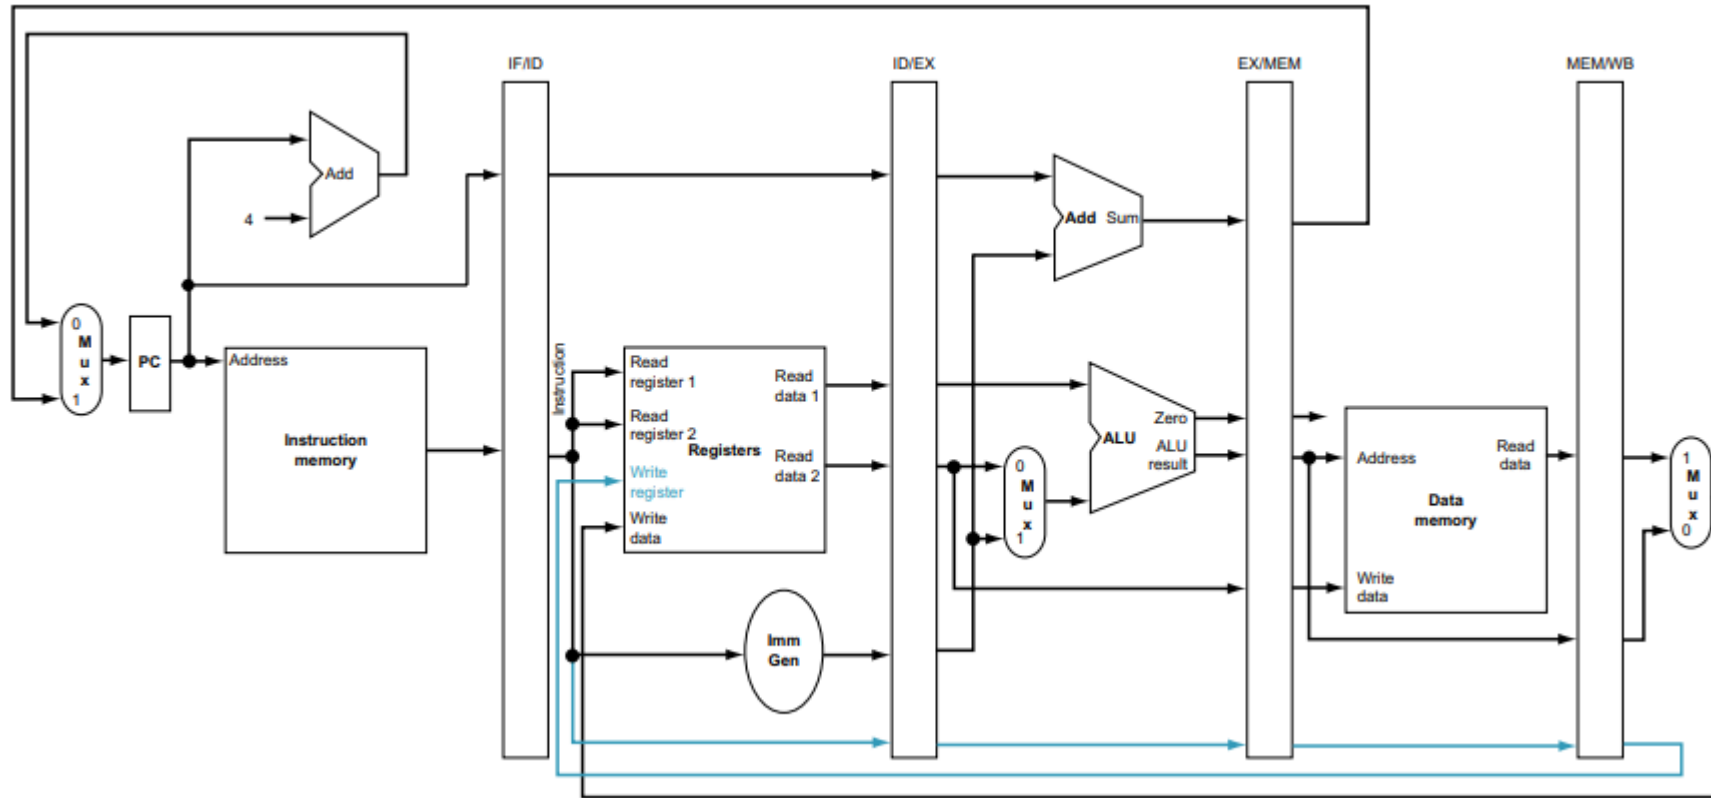 IF/ID
ID/EX
EX/MEM
MEM/WB
Add
4
Add Sum
0
M
u
x
1
PC
Address
Instruction
memory
Instruction
Read
register 1
Read
register 2
Write
register
Write
data
Registers
Read
data 1
Read
data 2
Imm
Gen
0
M
u
x
1
ALU
Zero
ALU
result
Address
Read
data
Data
memory
Write
data
1
M
u
x
0